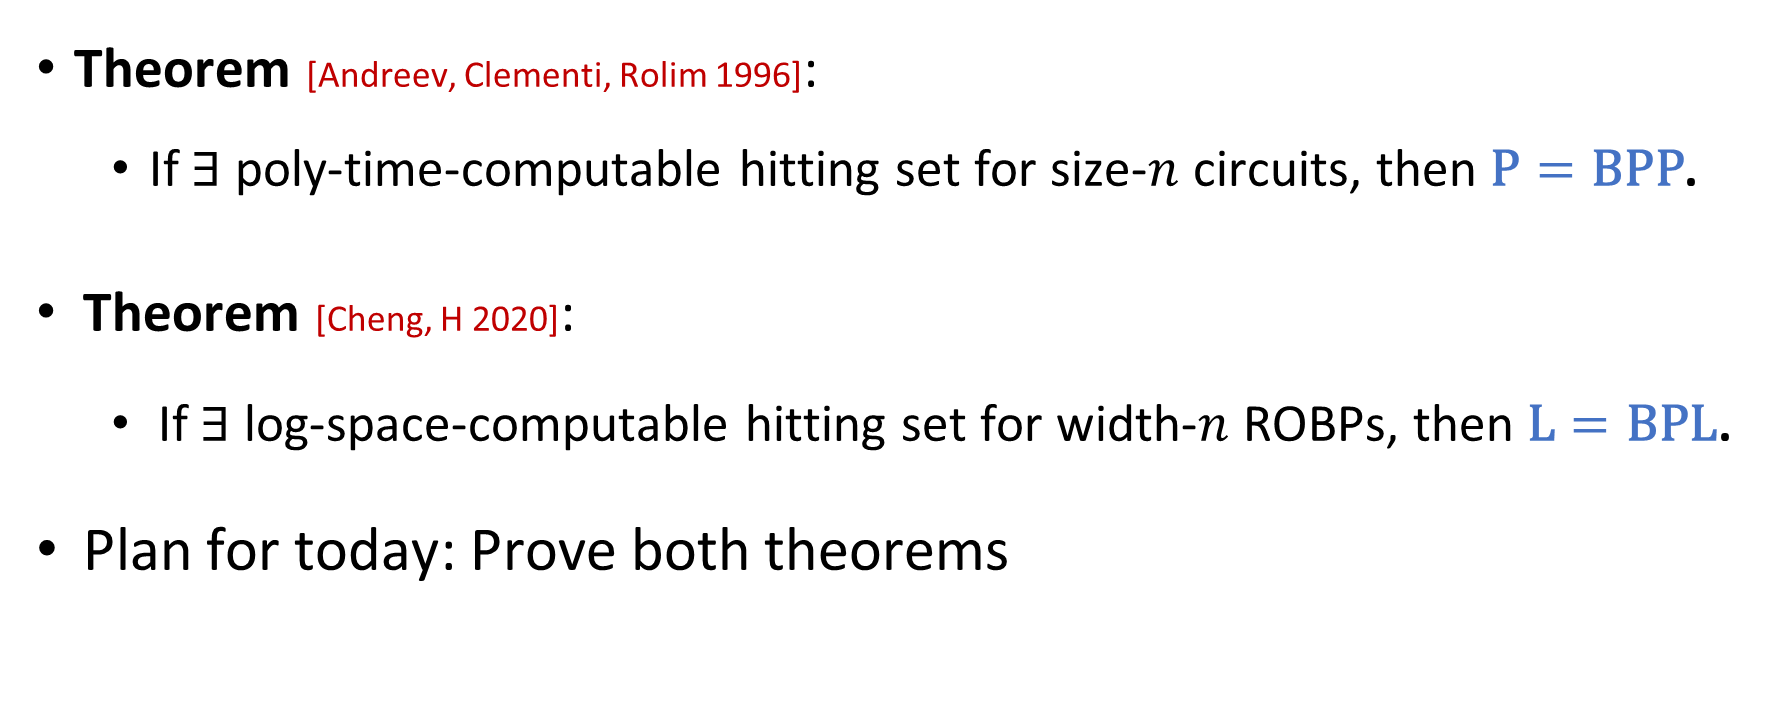 • Theorem [Andreev, Clementi, Rolim 1996]:
• If ∃ poly-time-computable hitting set for size-n circuits, then P = BPP.
• Theorem [Cheng, H 2020]:
• If ∃ log-space-computable hitting set for width-n ROBPs, then L = BPL.
• Plan for today: Prove both theorems